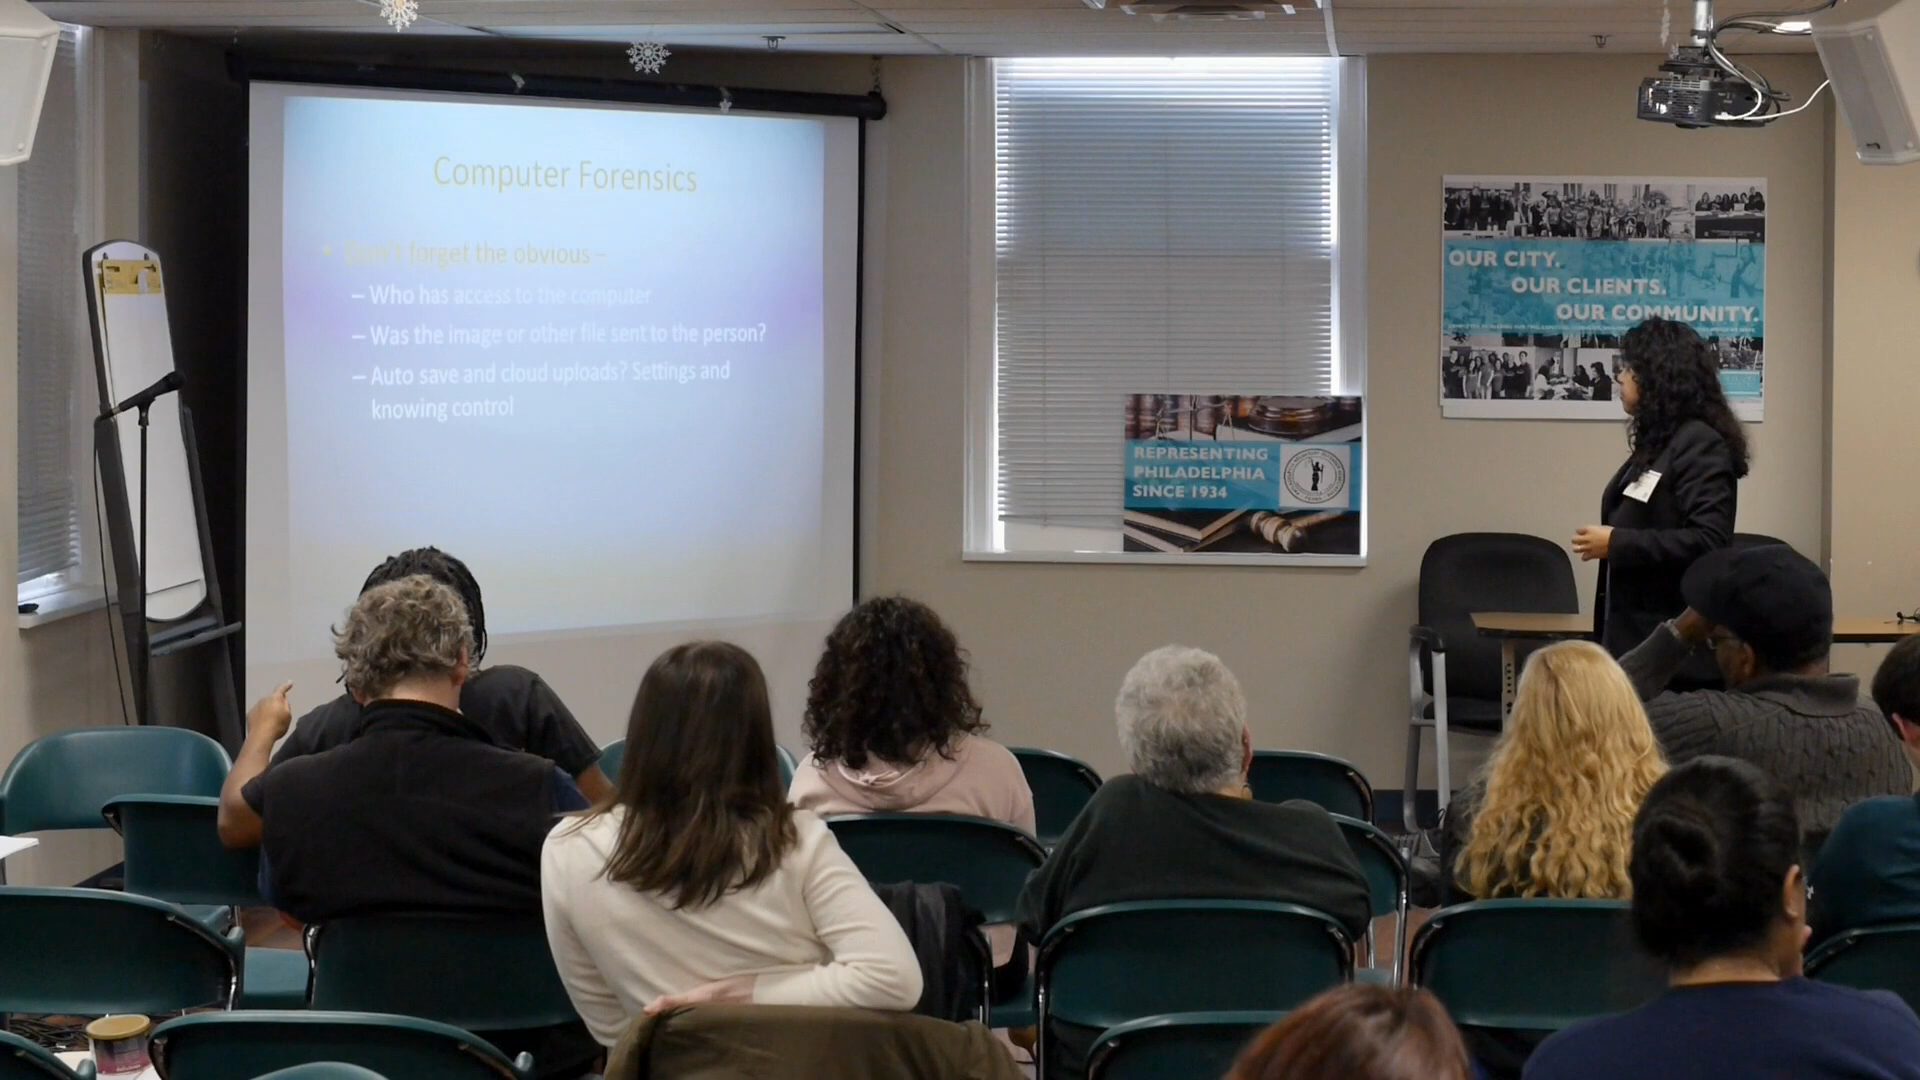 Computer Forensics
• Don't forget the obvious –
– Who has access to the computer
– Was the image or other file sent to the person?
– Auto save and cloud uploads? Settings and
knowing control
OUR CITY.
OUR CLIENTS.
OUR COMMUNITY.
REPRESENTING
PHILADELPHIA
SINCE 1934